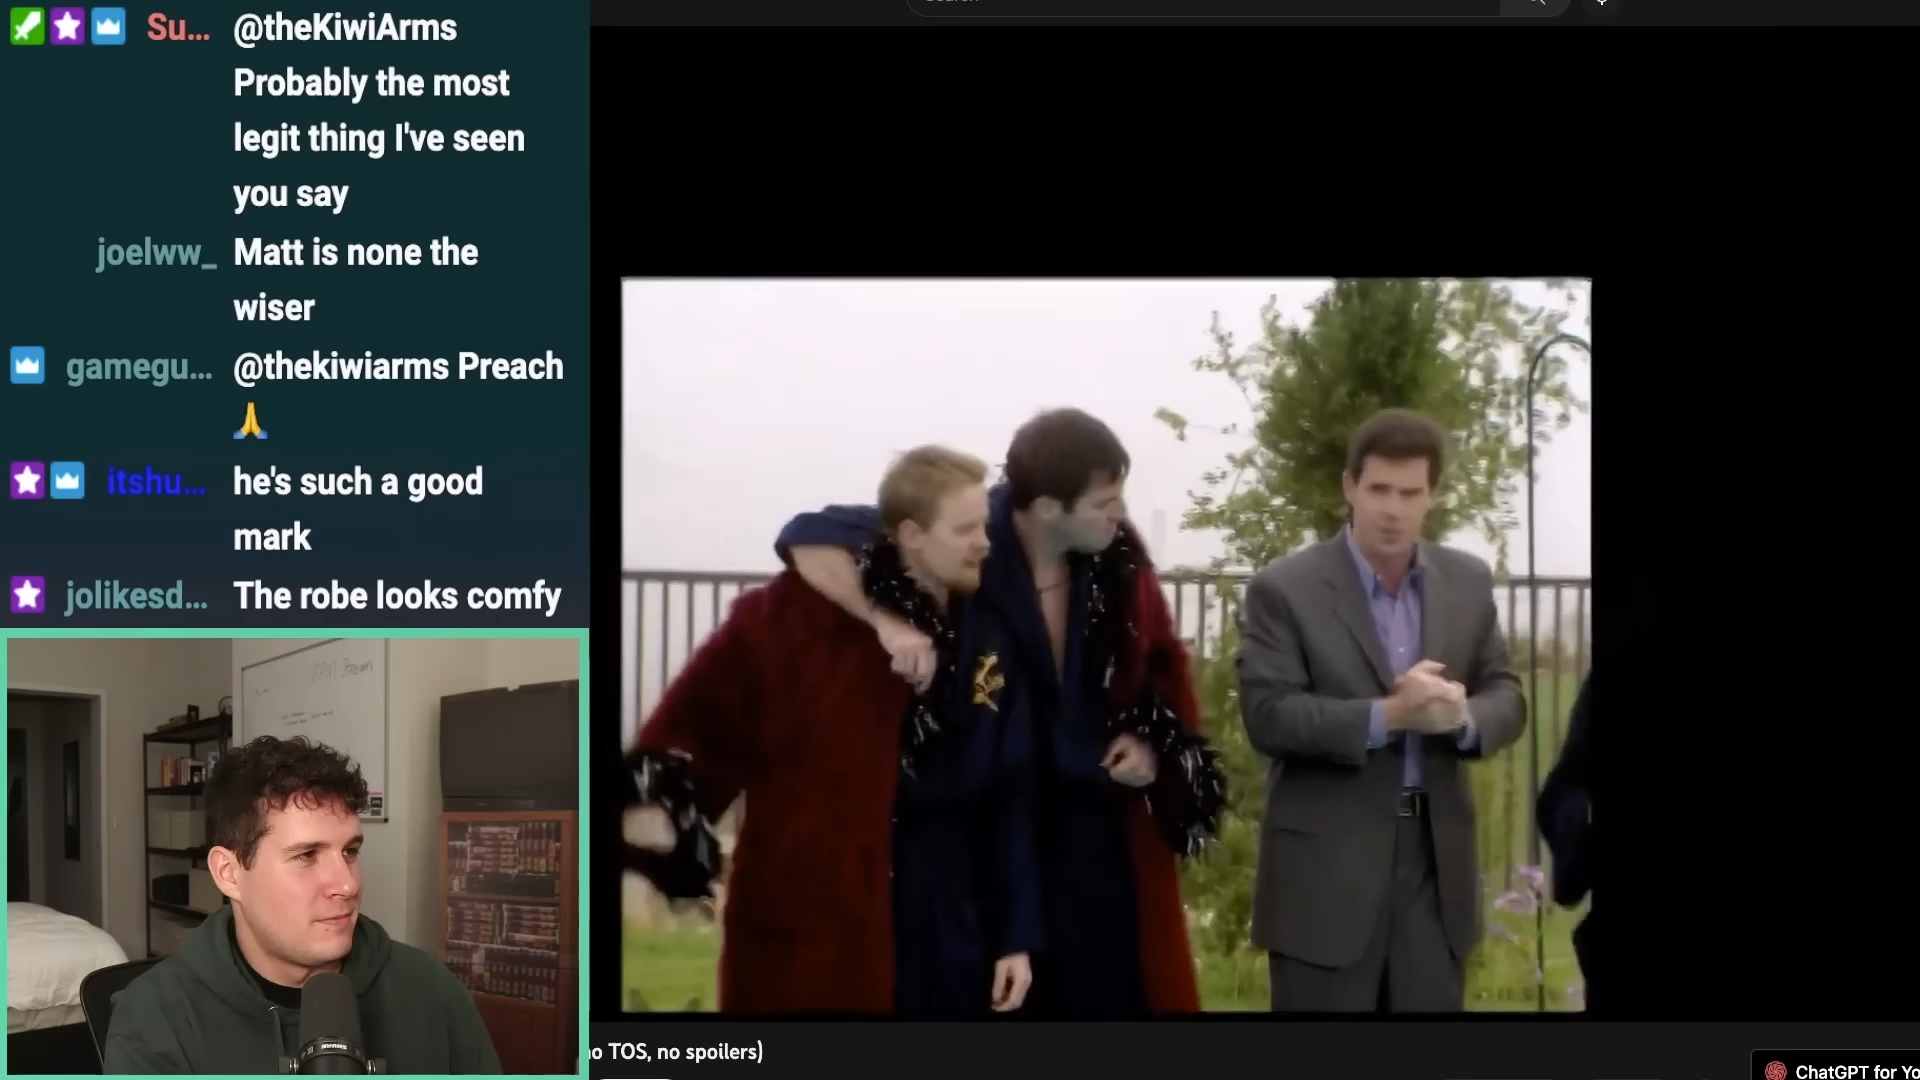 Su... @theKiwiArms
Probably the most
legit thing I've seen
you say
joelww_ Matt is none the
wiser
gamegu... @thekiwiarms Preach
🙏
itshu... he's such a good
mark
jolikesd... The robe looks comfy
no TOS, no spoilers)
ChatGPT for Yo